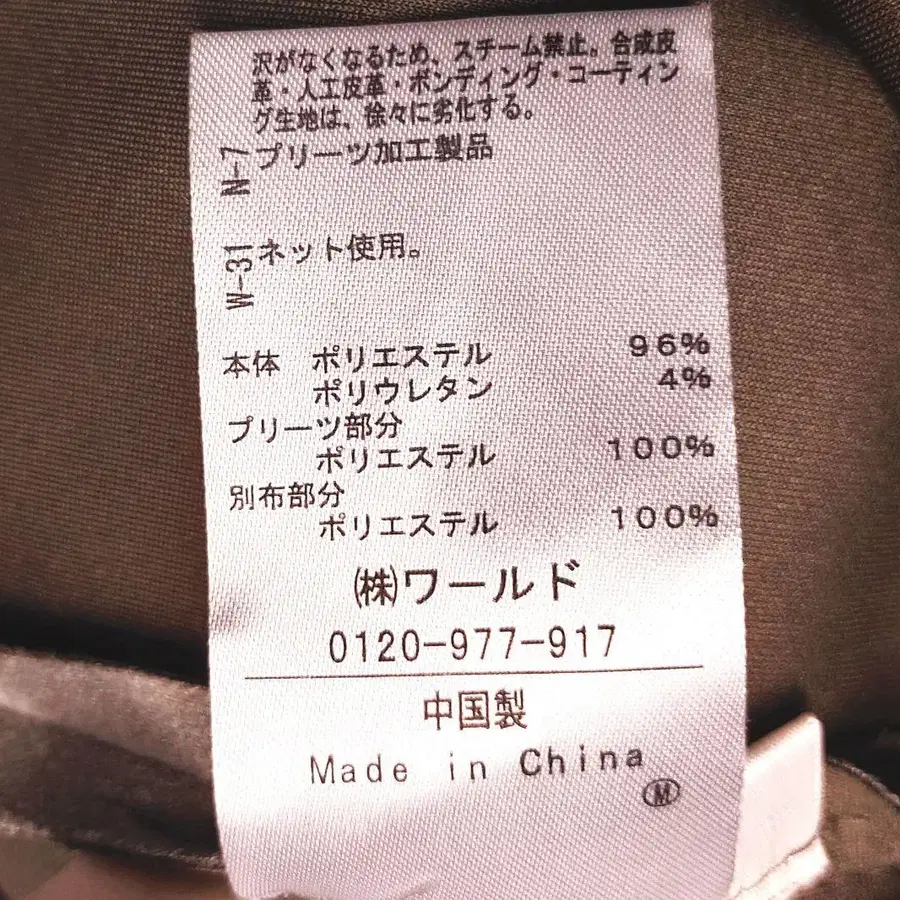 沢がなくなるため、スチーム禁止。合成皮
革・人工皮革・ボンディング・コーティン
グ生地は、徐々に劣化する。
N-7 プリーツ加工製品
W-31 ネット使用。
本体 ポリエステル 96%
ポリウレタン 4%
プリーツ部分
ポリエステル 100%
別布部分
ポリエステル 100%
㈱ワールド
0120-977-917
中国製
Made in China
Ⓜ